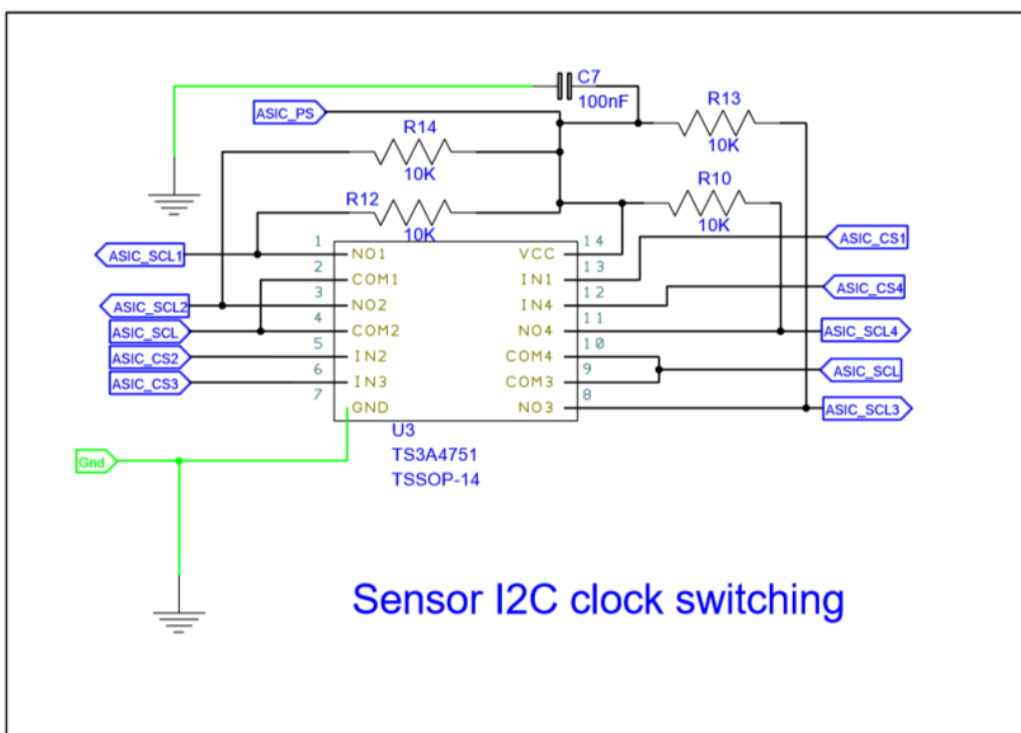 C7
100nF
ASIC_PS
R13
10K
R14
10K
R12
10K
R10
10K
ASIC_SCL1
ASIC_SCL2
ASIC_SCL
ASIC_CS2
ASIC_CS3
1 NO1
2 COM1
3 NO2
4 COM2
5 IN2
6 IN3
7 GND
VCC 14
IN1 13
IN4 12
NO4 11
COM4 10
COM3 9
NO3 8
ASIC_CS1
ASIC_CS4
ASIC_SCL4
ASIC_SCL
ASIC_SCL3
U3
TS3A4751
TSSOP-14
Gnd
Sensor I2C clock switching